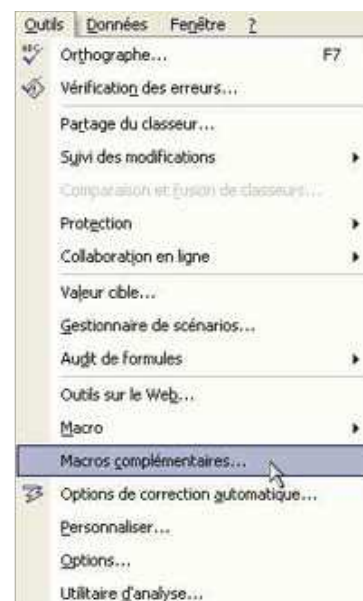 Outils Données Fenêtre ?
Orthographe... F7
Vérification des erreurs...
Partage du classeur...
Suivi des modifications
Comparaison et fusion de classeurs...
Protection
Collaboration en ligne
Valeur cible...
Gestionnaire de scénarios...
Audit de formules
Outils sur le Web...
Macro
Macros complémentaires...
Options de correction automatique...
Personnaliser...
Options...
Utilitaire d'analyse...